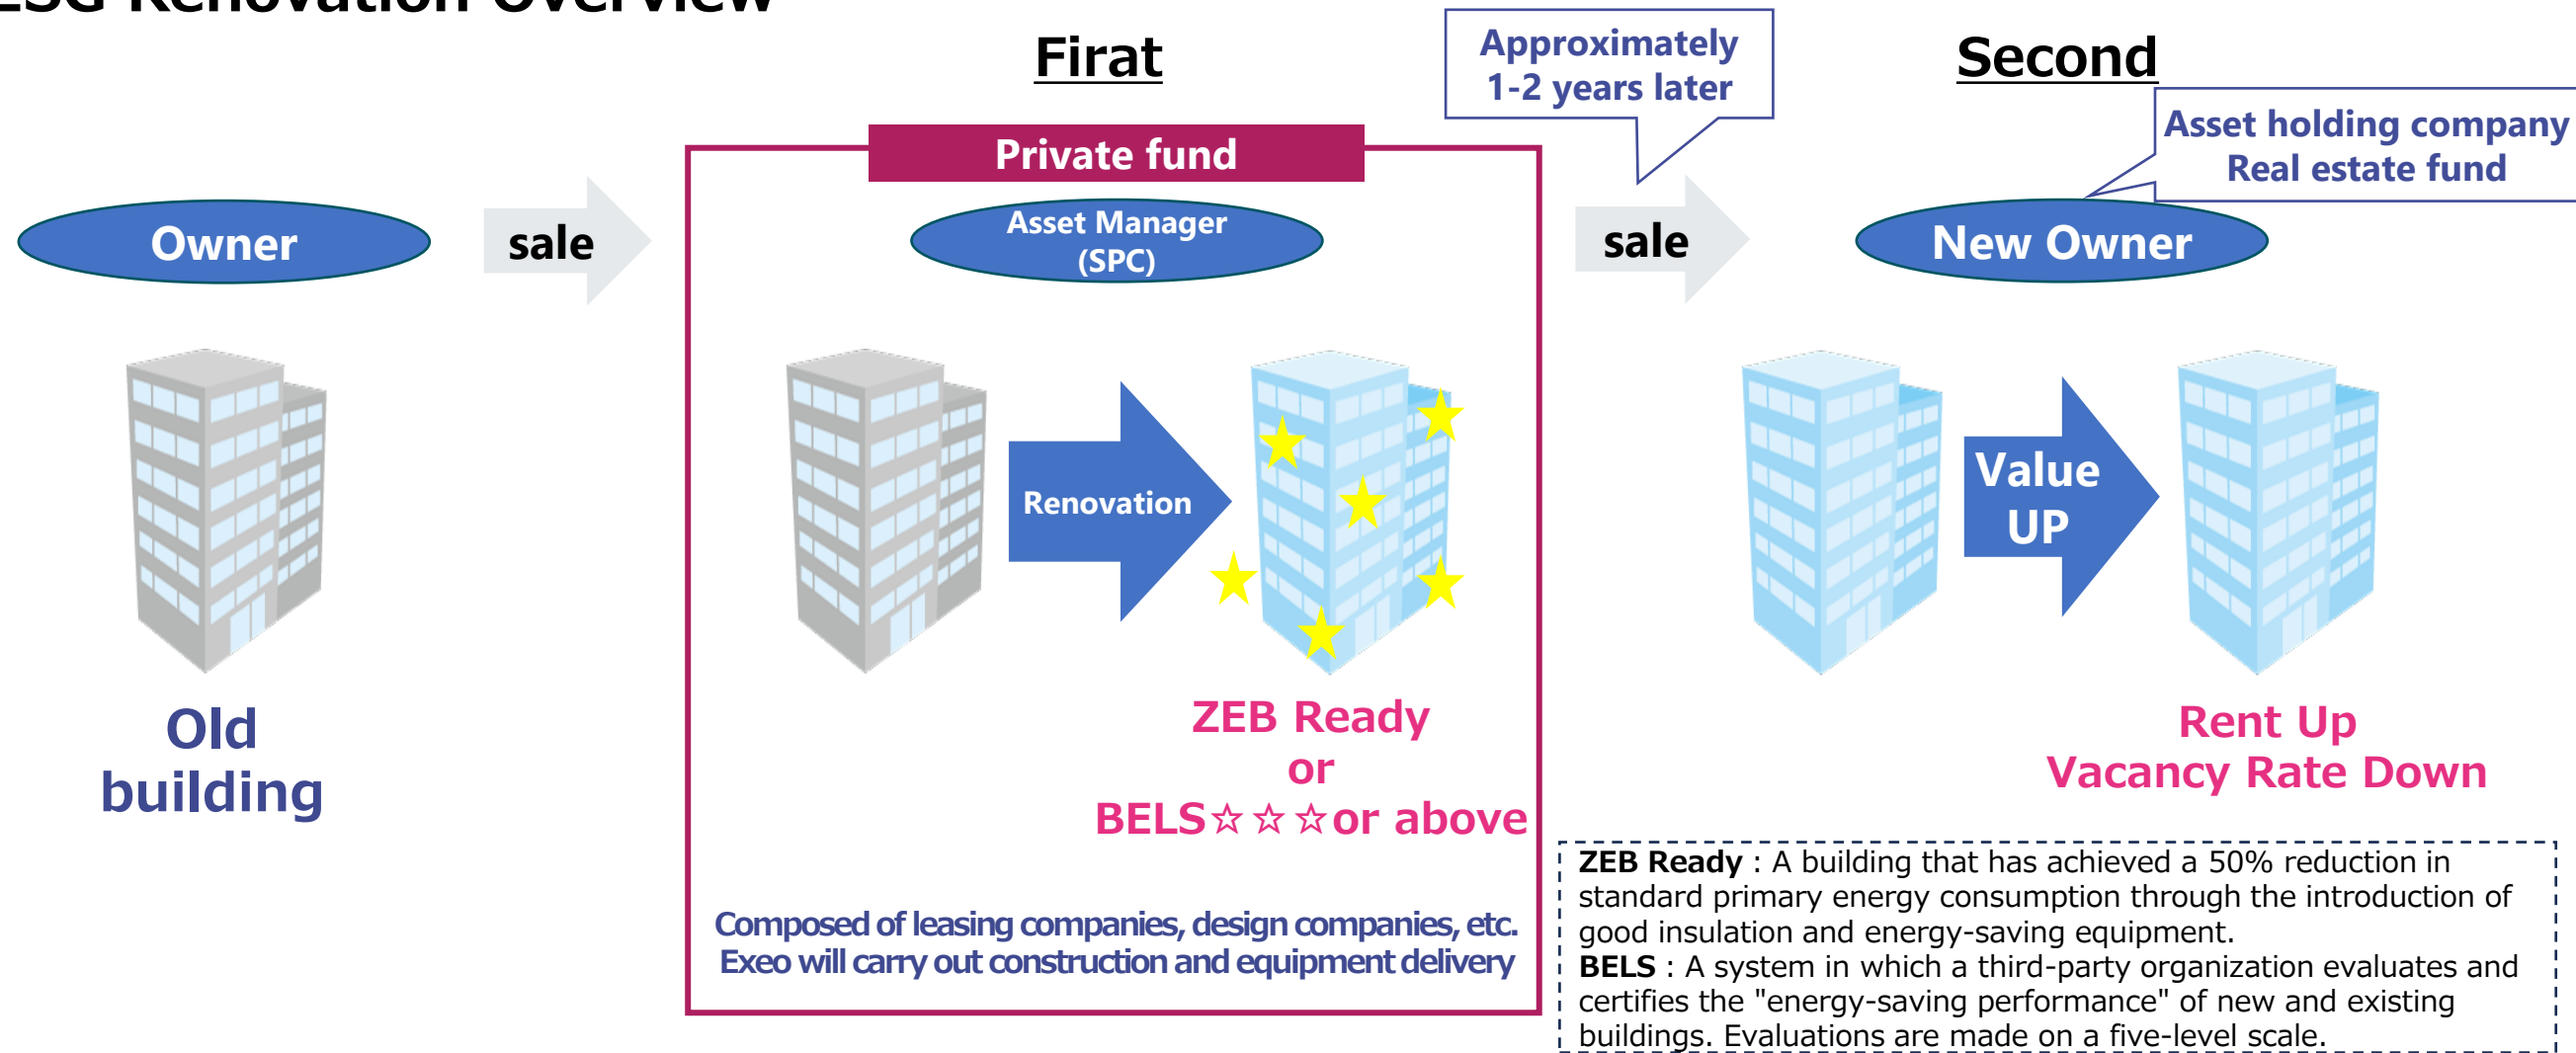 ESG Renovation Overview
Firat
Approximately
1-2 years later
Second
Asset holding company
Real estate fund
Private fund
Owner
sale
Asset Manager
(SPC)
sale
New Owner
Renovation
Value
UP
Old
building
ZEB Ready
or
BELS☆☆☆or above
Rent Up
Vacancy Rate Down
Composed of leasing companies, design companies, etc.
Exeo will carry out construction and equipment delivery
ZEB Ready : A building that has achieved a 50% reduction in
standard primary energy consumption through the introduction of
good insulation and energy-saving equipment.
BELS : A system in which a third-party organization evaluates and
certifies the "energy-saving performance" of new and existing
buildings. Evaluations are made on a five-level scale.